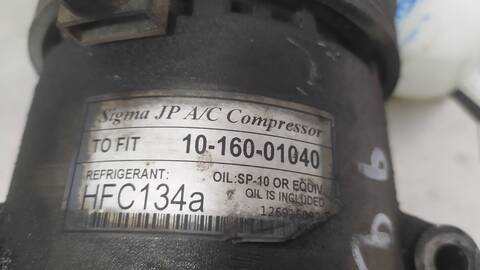 Sigma JP A/C Compressor
TO FIT 10-160-01040
REFRIGERANT: OIL:SP-10 OR EQUIV
HFC134a OIL IS INCLUDED